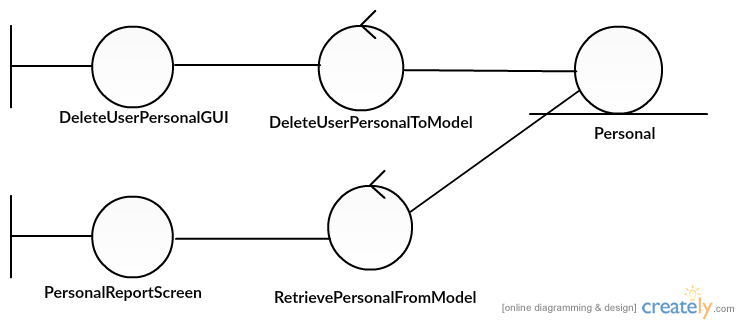 DeleteUserPersonalGUI
DeleteUserPersonalToModel
Personal
PersonalReportScreen
RetrievePersonalFromModel
[online diagramming & design] creately.com